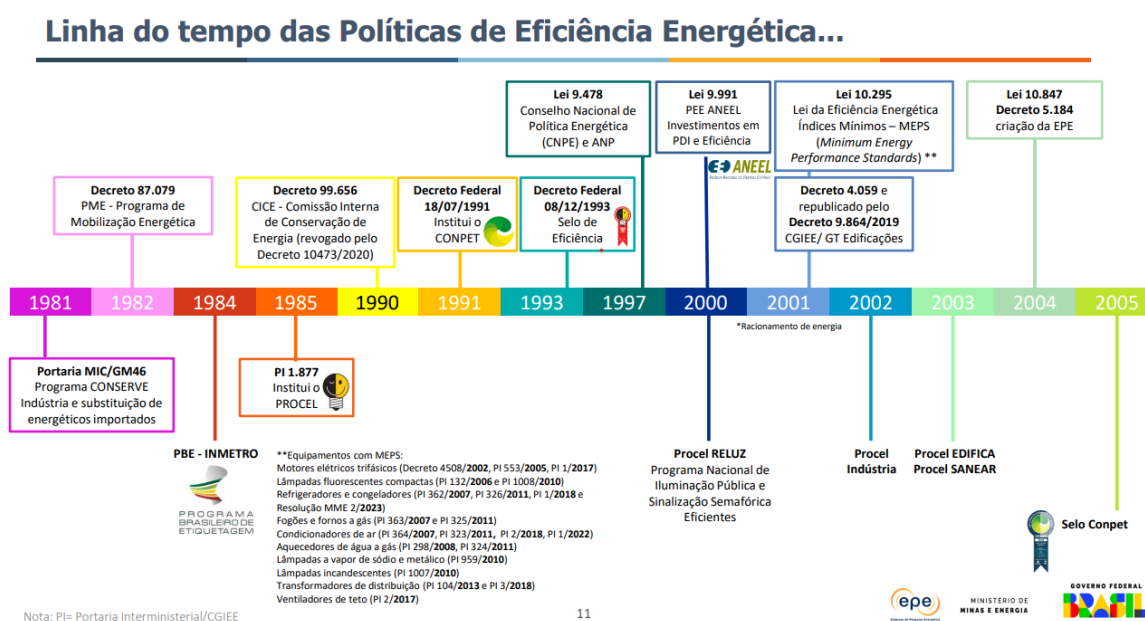 Linha do tempo das Políticas de Eficiência Energética...
Lei 9.478
Conselho Nacional de
Política Energética
(CNPE) e ANP
Lei 9.991
PEE ANEEL
Investimentos em
PDI e Eficiência
ANEEL
Lei 10.295
Lei da Eficiência Energética
Índices Mínimos – MEPS
(Minimum Energy
Performance Standards) **
Lei 10.847
Decreto 5.184
criação da EPE
Decreto 87.079
PME - Programa de
Mobilização Energética
Decreto 99.656
CICE - Comissão Interna
de Conservação de
Energia (revogado pelo
Decreto 10473/2020)
Decreto Federal
18/07/1991
Institui o
CONPET
Decreto Federal
08/12/1993
Selo de
Eficiência
Decreto 4.059 e
republicado pelo
Decreto 9.864/2019
CGIEE/ GT Edificações
1981 1982 1984 1985 1990 1991 1993 1997 2000 2001 2002 2003 2004 2005
*Racionamento de energia
Portaria MIC/GM46
Programa CONSERVE
Indústria e substituição de
energéticos importados
PI 1.877
Institui o
PROCEL
PBE - INMETRO
PROGRAMA
BRASILEIRO DE
ETIQUETAGEM
**Equipamentos com MEPS:
Motores elétricos trifásicos (Decreto 4508/2002, PI 553/2005, PI 1/2017)
Lâmpadas fluorescentes compactas (PI 132/2006 e PI 1008/2010)
Refrigeradores e congeladores (PI 362/2007, PI 326/2011, PI 1/2018 e
Resolução MME 2/2023)
Fogões e fornos a gás (PI 363/2007 e PI 325/2011)
Condicionadores de ar (PI 364/2007, PI 323/2011, PI 2/2018, PI 1/2022)
Aquecedores de água a gás (PI 298/2008, PI 324/2011)
Lâmpadas a vapor de sódio e metálico (PI 959/2010)
Lâmpadas incandescentes (PI 1007/2010)
Transformadores de distribuição (PI 104/2013 e PI 3/2018)
Ventiladores de teto (PI 2/2017)
Procel RELUZ
Programa Nacional de
Iluminação Pública e
Sinalização Semafórica
Eficientes
Procel
Indústria
Procel EDIFICA
Procel SANEAR
Selo Conpet
Nota: PI= Portaria Interministerial/CGIEE
11
epe
Empresa de Pesquisa Energética
MINISTÉRIO DE
MINAS E ENERGIA
GOVERNO FEDERAL
BRASIL